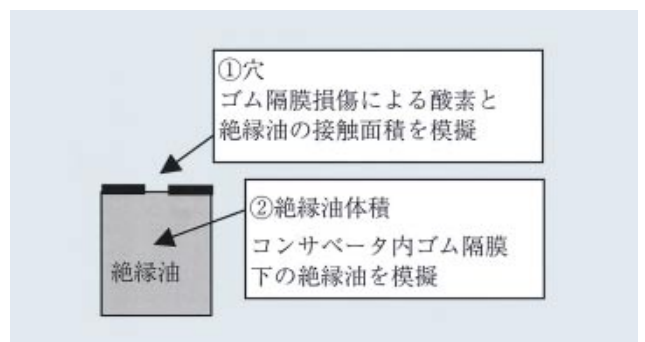 ①穴
ゴム隔膜損傷による酸素と
絶縁油の接触面積を模擬
②絶縁油体積
コンサベータ内ゴム隔膜
下の絶縁油を模擬
絶縁油